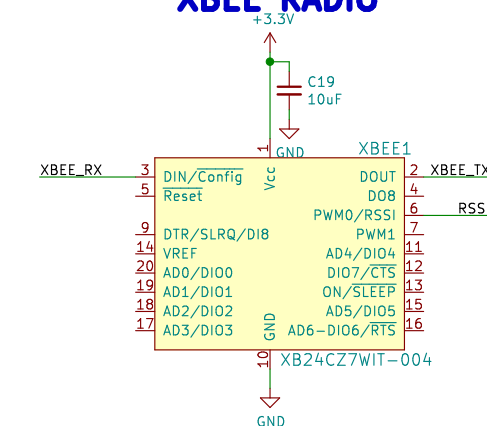 XBEE RADIO
+3.3V
C19
10uF
GND
XBEE1
1
Vcc
XBEE_RX 3 DIN/Config DOUT 2 XBEE_TX
5 Reset DO8 4
PWM0/RSSI 6 RSS
9 DTR/SLRQ/DI8 PWM1 7
14 VREF AD4/DIO4 11
20 AD0/DIO0 DIO7/CTS 12
19 AD1/DIO1 ON/SLEEP 13
18 AD2/DIO2 AD5/DIO5 15
17 AD3/DIO3 AD6-DIO6/RTS 16
GND
10
XB24CZ7WIT-004
GND